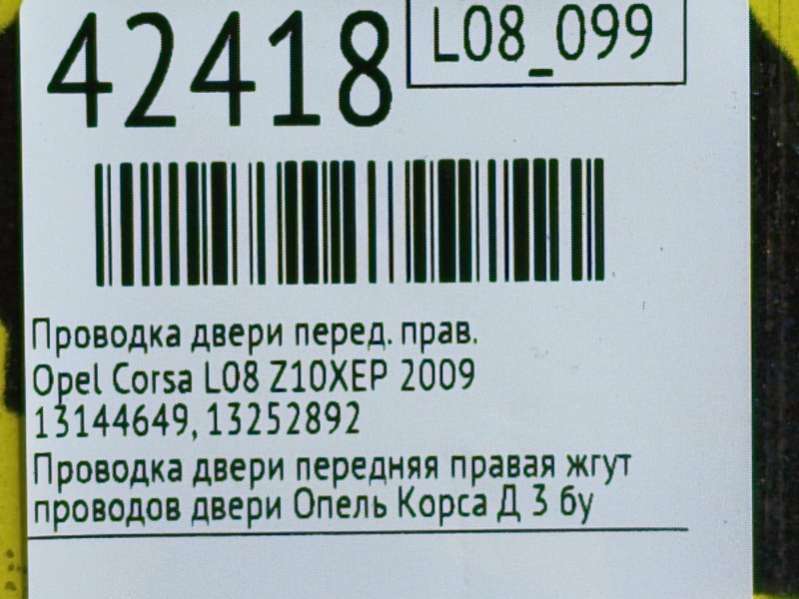 42418
L08_099
Проводка двери перед. прав.
Opel Corsa L08 Z10XEP 2009
13144649, 13252892
Проводка двери передняя правая жгут
проводов двери Опель Корса Д 3 бу